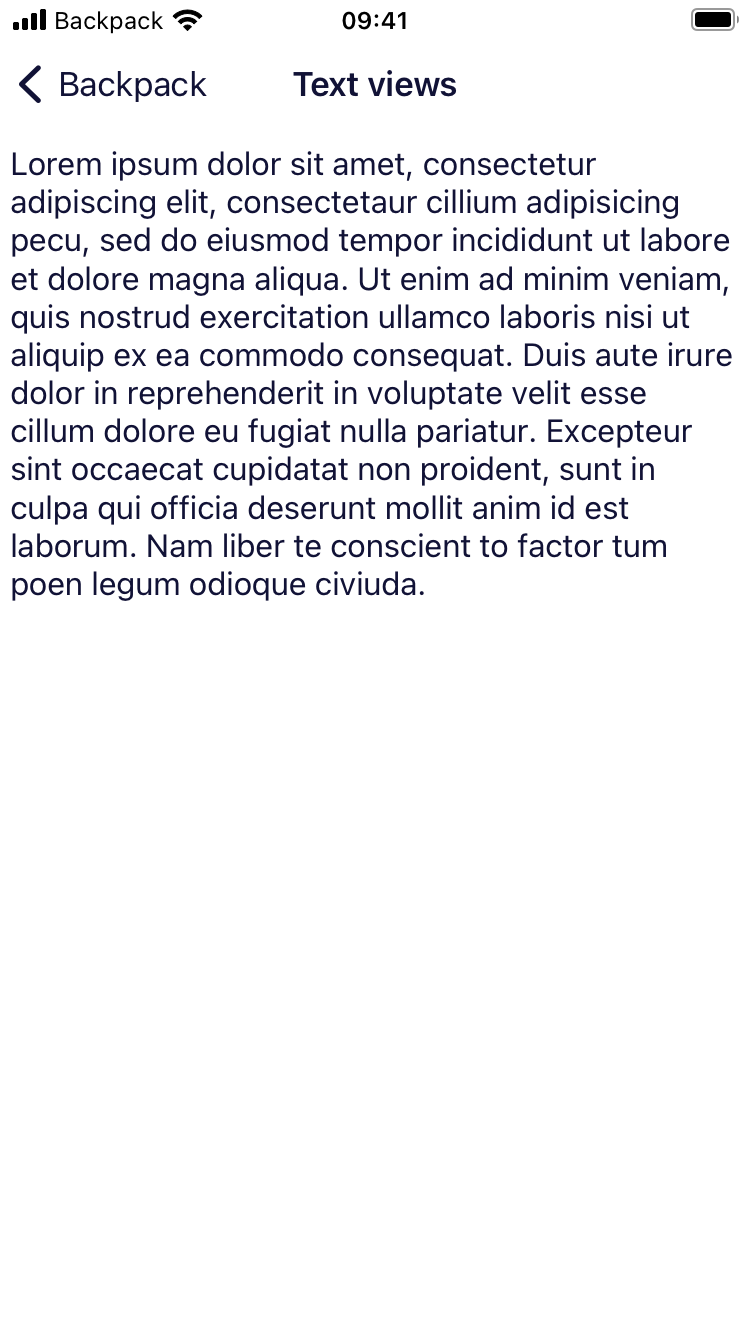 Backpack 09:41
Backpack Text views
Lorem ipsum dolor sit amet, consectetur
adipiscing elit, consectetaur cillium adipisicing
pecu, sed do eiusmod tempor incididunt ut labore
et dolore magna aliqua. Ut enim ad minim veniam,
quis nostrud exercitation ullamco laboris nisi ut
aliquip ex ea commodo consequat. Duis aute irure
dolor in reprehenderit in voluptate velit esse
cillum dolore eu fugiat nulla pariatur. Excepteur
sint occaecat cupidatat non proident, sunt in
culpa qui officia deserunt mollit anim id est
laborum. Nam liber te conscient to factor tum
poen legum odioque civiuda.